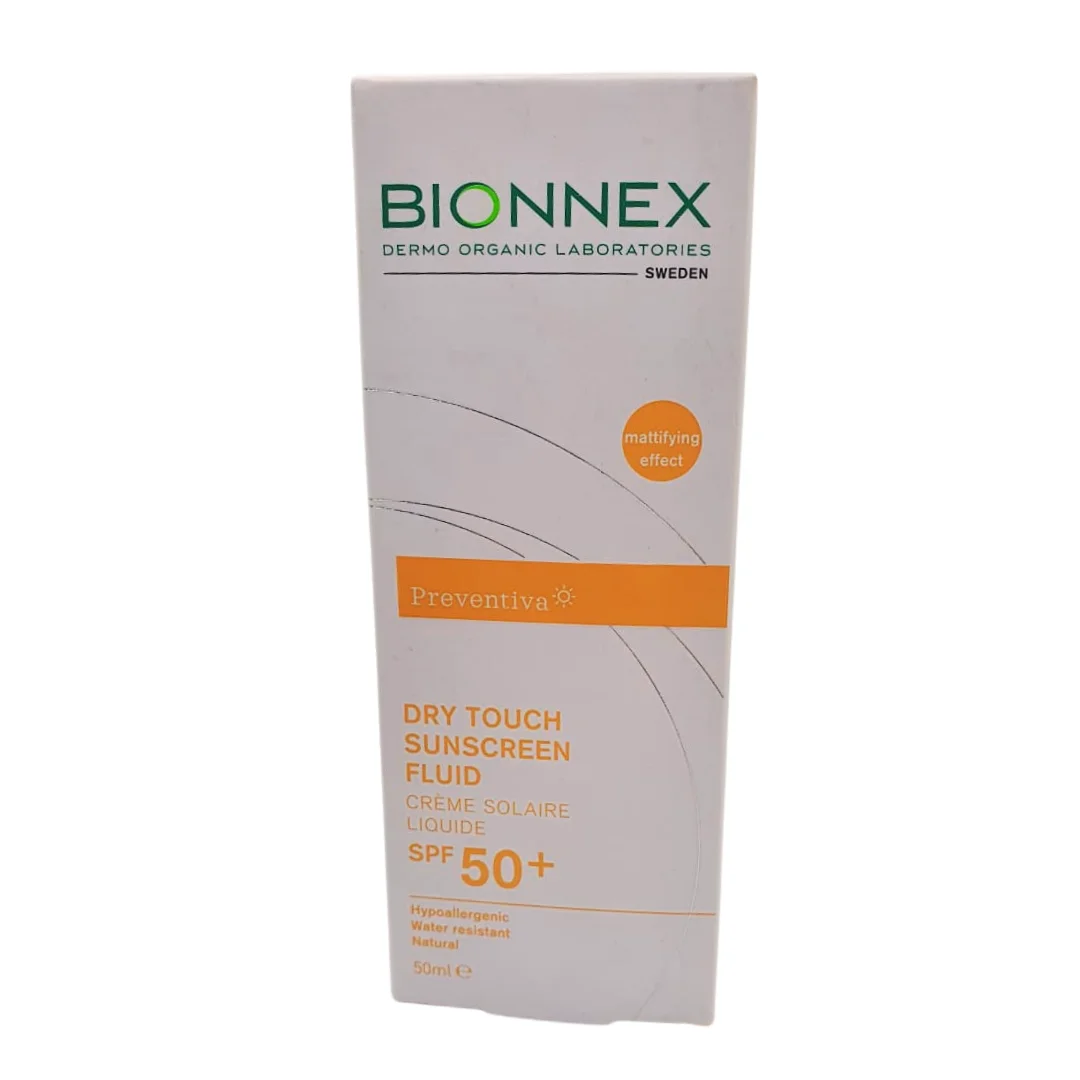 BIONNEX
DERMO ORGANIC LABORATORIES
SWEDEN
mattifying
effect
Preventiva
DRY TOUCH
SUNSCREEN
FLUID
CRÈME SOLAIRE
LIQUIDE
SPF 50+
Hypoallergenic
Water resistant
Natural
50ml ℮